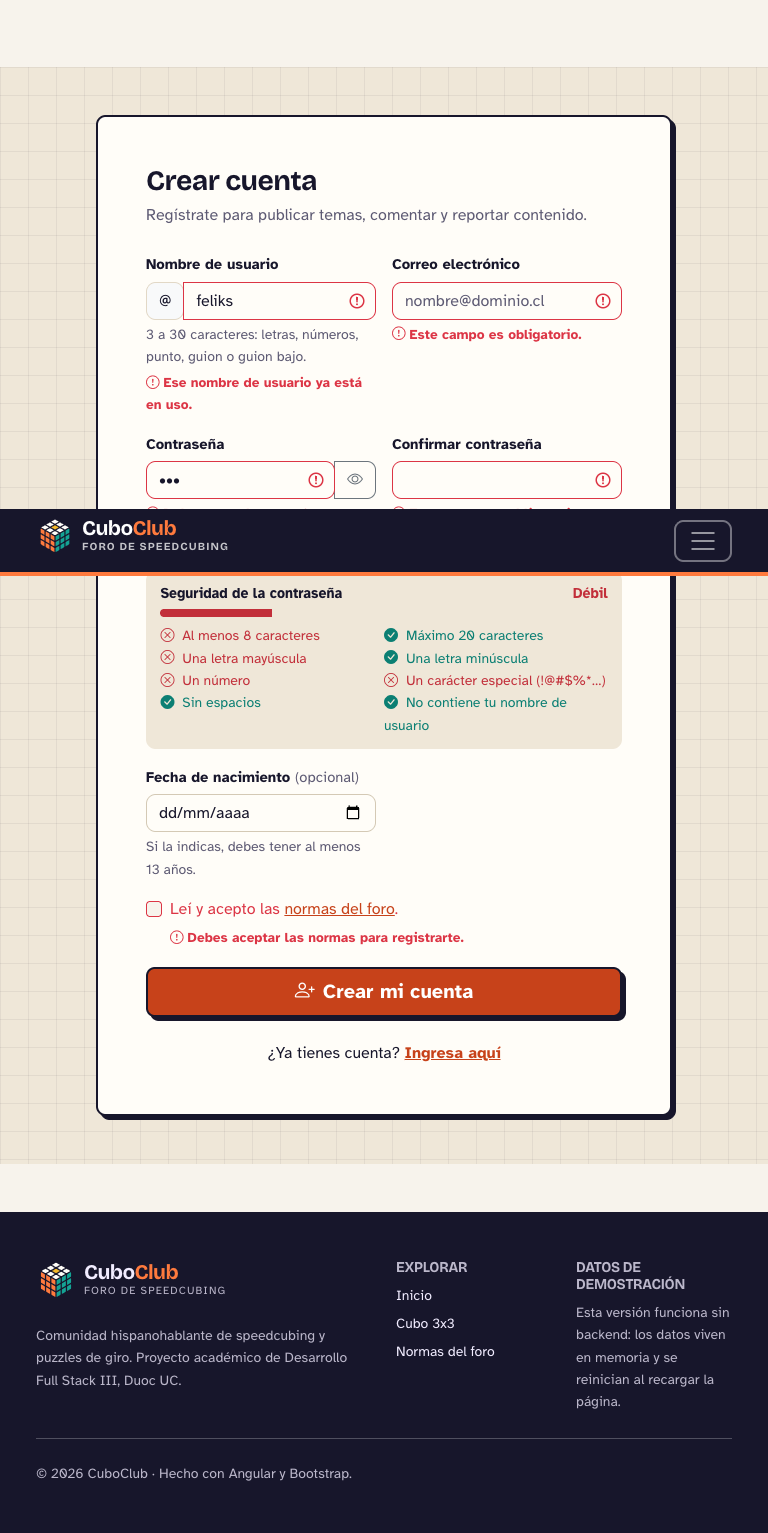 Crear cuenta
Regístrate para publicar temas, comentar y reportar contenido.
Nombre de usuario
@ feliks
3 a 30 caracteres: letras, números,
punto, guion o guion bajo.
Ese nombre de usuario ya está
en uso.
Correo electrónico
nombre@dominio.cl
Este campo es obligatorio.
Contraseña
•••
Confirmar contraseña
CuboClub
FORO DE SPEEDCUBING
Seguridad de la contraseña
Débil
Al menos 8 caracteres
Máximo 20 caracteres
Una letra mayúscula
Una letra minúscula
Un número
Un carácter especial (!@#$%*…)
Sin espacios
No contiene tu nombre de
usuario
Fecha de nacimiento (opcional)
dd/mm/aaaa
Si la indicas, debes tener al menos
13 años.
Leí y acepto las normas del foro.
Debes aceptar las normas para registrarte.
Crear mi cuenta
¿Ya tienes cuenta? Ingresa aquí
CuboClub
FORO DE SPEEDCUBING
Comunidad hispanohablante de speedcubing y
puzzles de giro. Proyecto académico de Desarrollo
Full Stack III, Duoc UC.
EXPLORAR
Inicio
Cubo 3x3
Normas del foro
DATOS DE
DEMOSTRACIÓN
Esta versión funciona sin
backend: los datos viven
en memoria y se
reinician al recargar la
página.
© 2026 CuboClub · Hecho con Angular y Bootstrap.